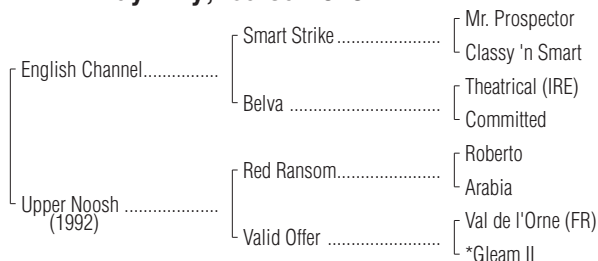 Mr. Prospector
Smart Strike ....................
Classy 'n Smart
English Channel...............
Theatrical (IRE)
Belva .............................
Committed
Roberto
Red Ransom....................
Arabia
Upper Noosh ..................
(1992)
Val de l'Orne (FR)
Valid Offer ......................
*Gleam II